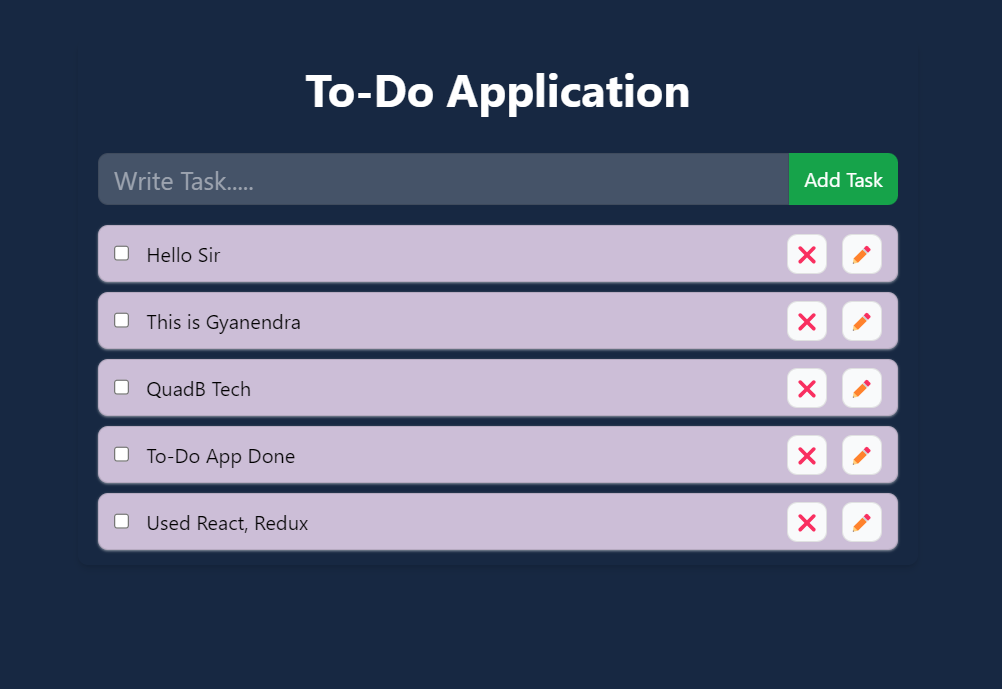 To-Do Application
Write Task.....
Add Task
Hello Sir
This is Gyanendra
QuadB Tech
To-Do App Done
Used React, Redux